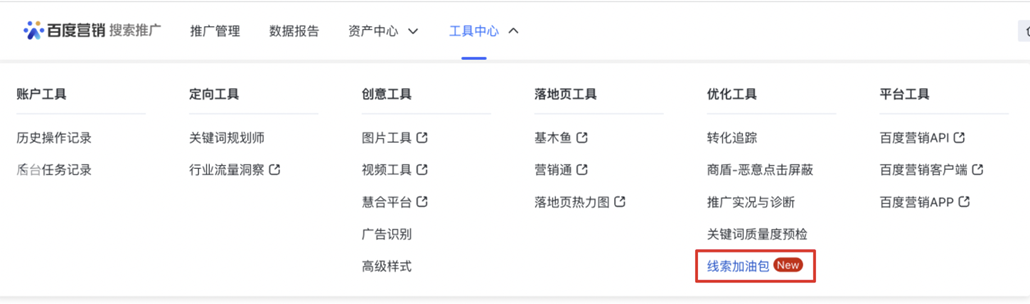 百度营销 搜索推广 推广管理 数据报告 资产中心 工具中心
账户工具 定向工具 创意工具 落地页工具 优化工具 平台工具
历史操作记录 关键词规划师 图片工具 基木鱼 转化追踪 百度营销API
后台任务记录 行业流量洞察 视频工具 营销通 商盾-恶意点击屏蔽 百度营销客户端
慧合平台 落地页热力图 推广实况与诊断 百度营销APP
广告识别 关键词质量度预检
高级样式 线索加油包 New